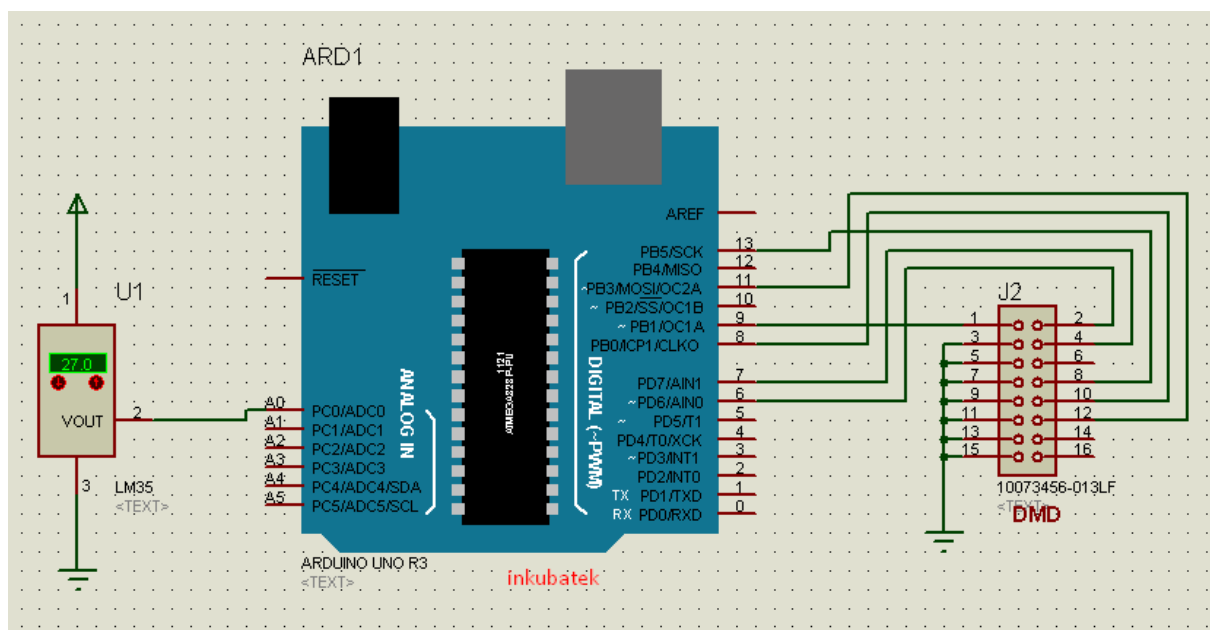 ARD1
AREF
RESET
PB5/SCK 13
PB4/MISO 12
~PB3/MOSI/OC2A 11
~ PB2/SS/OC1B 10
~ PB1/OC1A 9
PB0/ICP1/CLKO 8
PD7/AIN1 7
~PD6/AIN0 6
~ PD5/T1 5
PD4/T0/XCK 4
~PD3/INT1 3
PD2/INT0 2
TX PD1/TXD 1
RX PD0/RXD 0
DIGITAL (~PWM)
1121
ATMEGA328P-PU
ANALOG IN
A0 PC0/ADC0
A1 PC1/ADC1
A2 PC2/ADC2
A3 PC3/ADC3
A4 PC4/ADC4/SDA
A5 PC5/ADC5/SCL
ARDUINO UNO R3
<TEXT>
inkubatek
U1
1
27.0
VOUT
2
3
LM35
<TEXT>
J2
1 2
3 4
5 6
7 8
9 10
11 12
13 14
15 16
10073456-013LF
<TEXT>
DMD